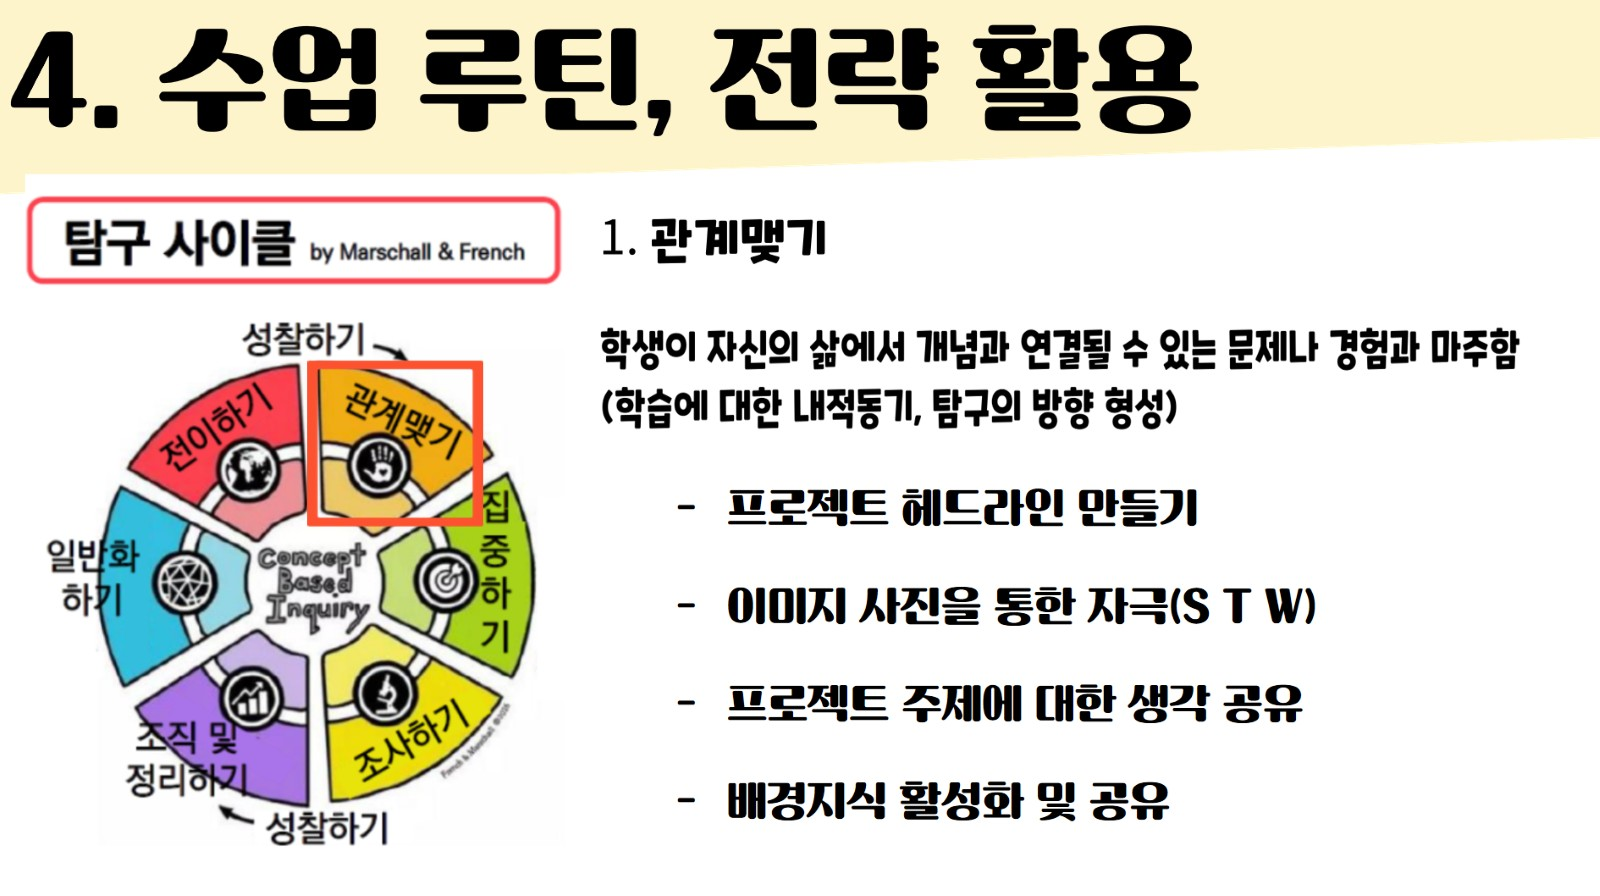 4. 수업 루틴, 전략 활용
탐구 사이클 by Marschall & French
1. 관계맺기
학생이 자신의 삶에서 개념과 연결될 수 있는 문제나 경험과 마주함
(학습에 대한 내적동기, 탐구의 방향 형성)
- 프로젝트 헤드라인 만들기
- 이미지 사진을 통한 자극(S T W)
- 프로젝트 주제에 대한 생각 공유
- 배경지식 활성화 및 공유
성찰하기
전이하기
관계맺기
집
중
하
기
일반화
하기
Concept
Based
Inquiry
조직 및
정리하기
조사하기
French & Marschall
성찰하기